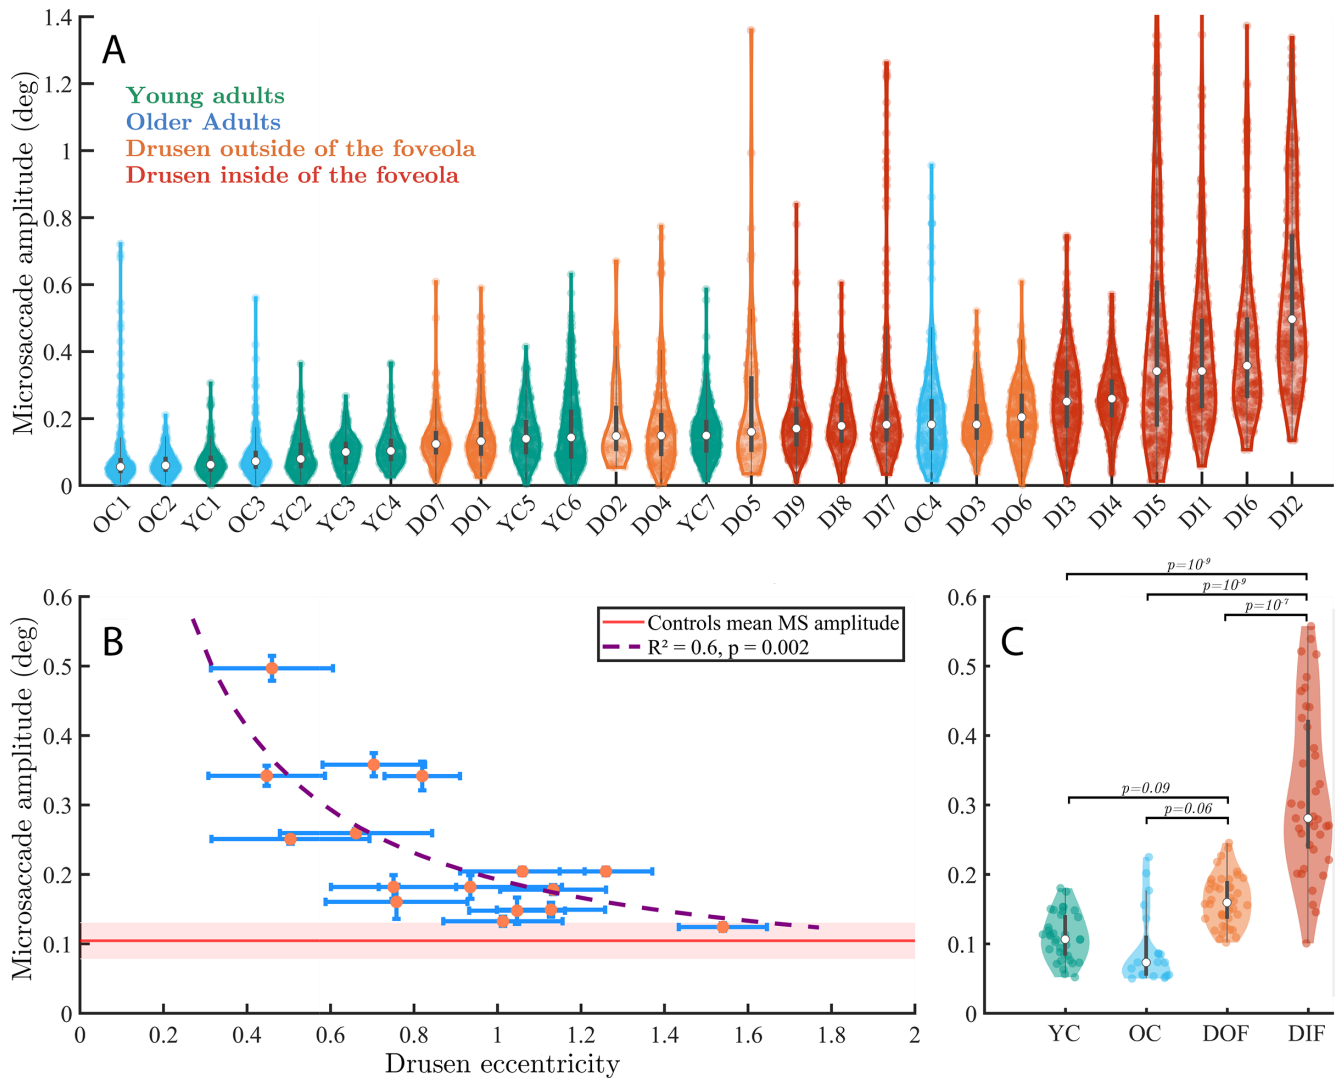 A
Young adults
Older Adults
Drusen outside of the foveola
Drusen inside of the foveola
Microsaccade amplitude (deg)
1.4
1.2
1
0.8
0.6
0.4
0.2
0
OC1 OC2 YC1 OC3 YC2 YC3 YC4 DO7 DO1 YC5 YC6 DO2 DO4 YC7 DO5 DI9 DI8 DI7 OC4 DO3 DO6 DI3 DI4 DI5 DI1 DI6 DI2
B
Controls mean MS amplitude
R² = 0.6, p = 0.002
Microsaccade amplitude (deg)
0.6
0.5
0.4
0.3
0.2
0.1
0
0 0.2 0.4 0.6 0.8 1 1.2 1.4 1.6 1.8 2
Drusen eccentricity
C
p=10⁻⁹
p=10⁻⁹
p=10⁻⁷
p=0.09
p=0.06
0.6
0.5
0.4
0.3
0.2
0.1
0
YC OC DOF DIF